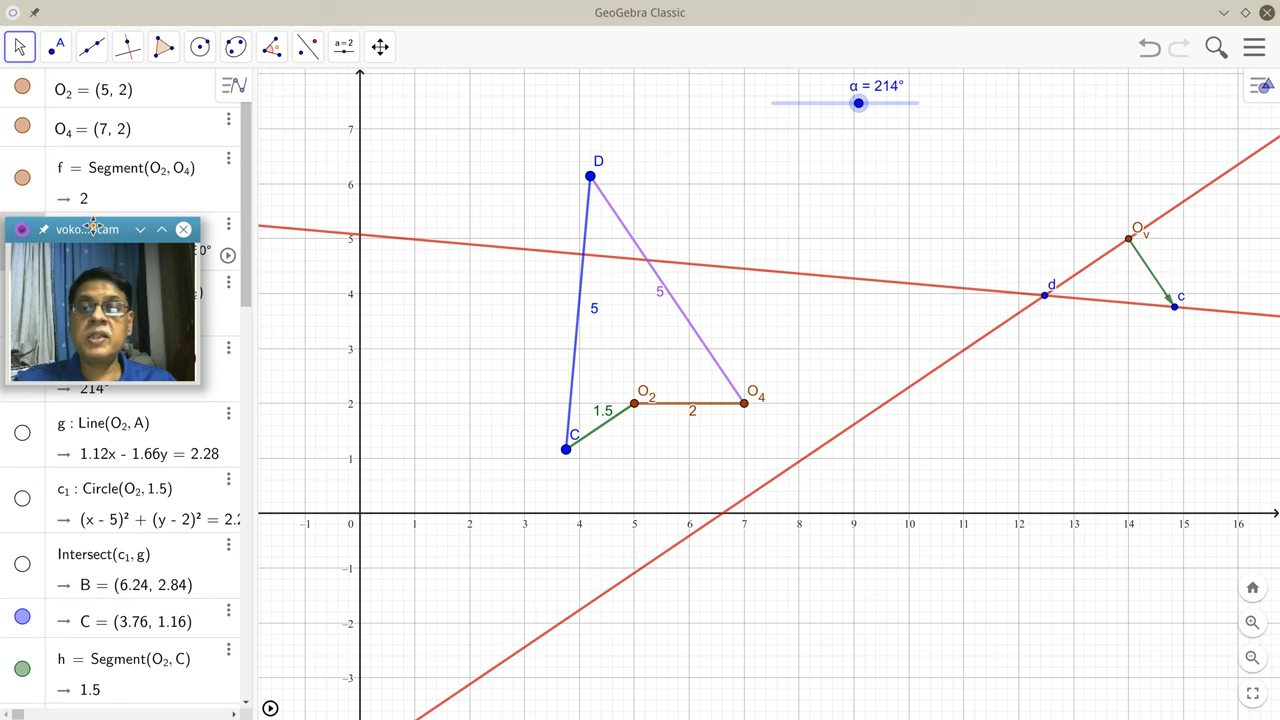 GeoGebra Classic
A
a=2
O₂ = (5, 2)
O₄ = (7, 2)
f = Segment(O₂, O₄)
→ 2
voko...cam
0°
→ 214°
g : Line(O₂, A)
→ 1.12x - 1.66y = 2.28
c₁ : Circle(O₂, 1.5)
→ (x - 5)² + (y - 2)² = 2.2
Intersect(c₁, g)
→ B = (6.24, 2.84)
→ C = (3.76, 1.16)
h = Segment(O₂, C)
→ 1.5
α = 214°
7
6
5
4
3
2
1
−1
−2
−3
−1
0
1
2
3
4
5
6
7
8
9
10
11
12
13
14
15
16
D
5
5
O₂
O₄
1.5
2
C
Oᵥ
d
c